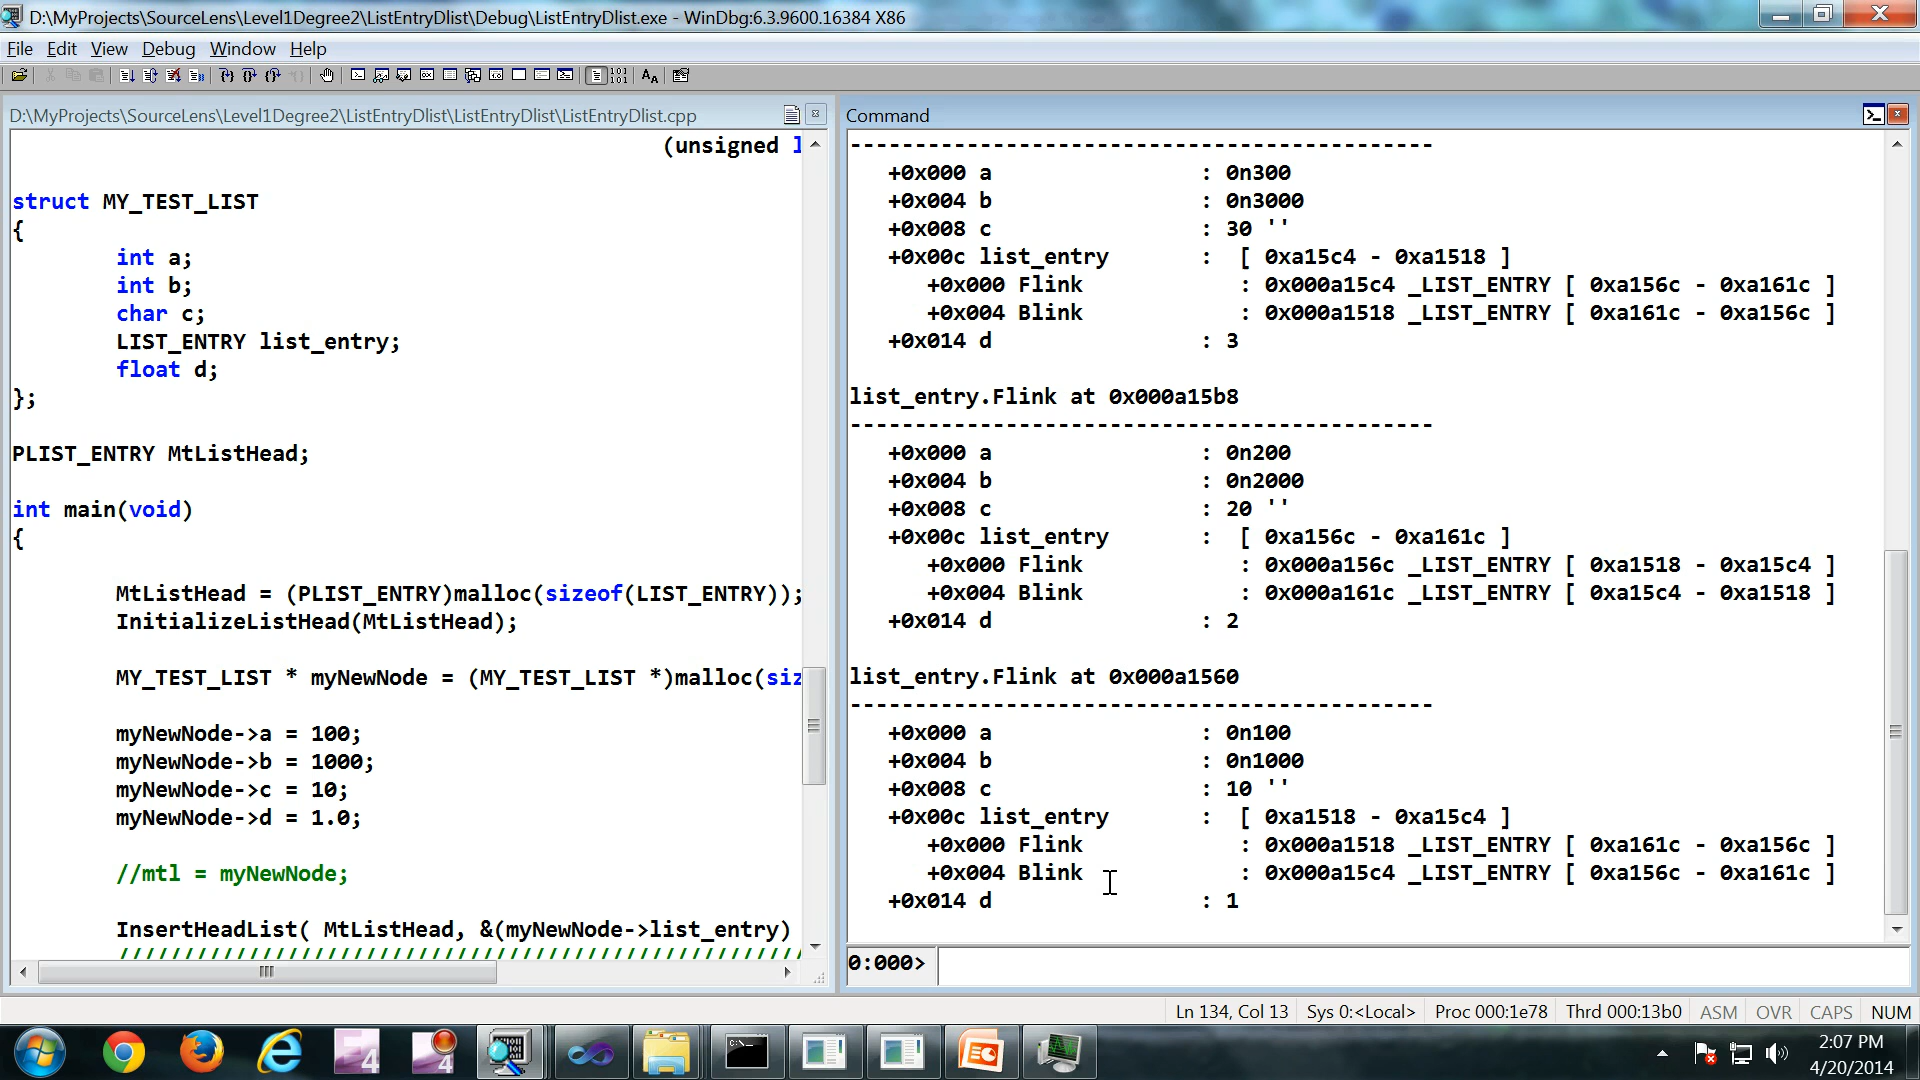 D:\MyProjects\SourceLens\Level1Degree2\ListEntryDlist\Debug\ListEntryDlist.exe - WinDbg:6.3.9600.16384 X86
File Edit View Debug Window Help
D:\MyProjects\SourceLens\Level1Degree2\ListEntryDlist\ListEntryDlist\ListEntryDlist.cpp
(unsigned l
struct MY_TEST_LIST
{
int a;
int b;
char c;
LIST_ENTRY list_entry;
float d;
};
PLIST_ENTRY MtListHead;
int main(void)
{
MtListHead = (PLIST_ENTRY)malloc(sizeof(LIST_ENTRY));
InitializeListHead(MtListHead);
MY_TEST_LIST * myNewNode = (MY_TEST_LIST *)malloc(siz
myNewNode->a = 100;
myNewNode->b = 1000;
myNewNode->c = 10;
myNewNode->d = 1.0;
//mtl = myNewNode;
InsertHeadList( MtListHead, &(myNewNode->list_entry)
/////////////////////////////////////////////////////
Command
---------------------------------------------
+0x000 a : 0n300
+0x004 b : 0n3000
+0x008 c : 30 ''
+0x00c list_entry : [ 0xa15c4 - 0xa1518 ]
+0x000 Flink : 0x000a15c4 _LIST_ENTRY [ 0xa156c - 0xa161c ]
+0x004 Blink : 0x000a1518 _LIST_ENTRY [ 0xa161c - 0xa156c ]
+0x014 d : 3
list_entry.Flink at 0x000a15b8
---------------------------------------------
+0x000 a : 0n200
+0x004 b : 0n2000
+0x008 c : 20 ''
+0x00c list_entry : [ 0xa156c - 0xa161c ]
+0x000 Flink : 0x000a156c _LIST_ENTRY [ 0xa1518 - 0xa15c4 ]
+0x004 Blink : 0x000a161c _LIST_ENTRY [ 0xa15c4 - 0xa1518 ]
+0x014 d : 2
list_entry.Flink at 0x000a1560
---------------------------------------------
+0x000 a : 0n100
+0x004 b : 0n1000
+0x008 c : 10 ''
+0x00c list_entry : [ 0xa1518 - 0xa15c4 ]
+0x000 Flink : 0x000a1518 _LIST_ENTRY [ 0xa161c - 0xa156c ]
+0x004 Blink : 0x000a15c4 _LIST_ENTRY [ 0xa156c - 0xa161c ]
+0x014 d : 1
0:000>
Ln 134, Col 13 Sys 0:<Local> Proc 000:1e78 Thrd 000:13b0 ASM OVR CAPS NUM
2:07 PM
4/20/2014